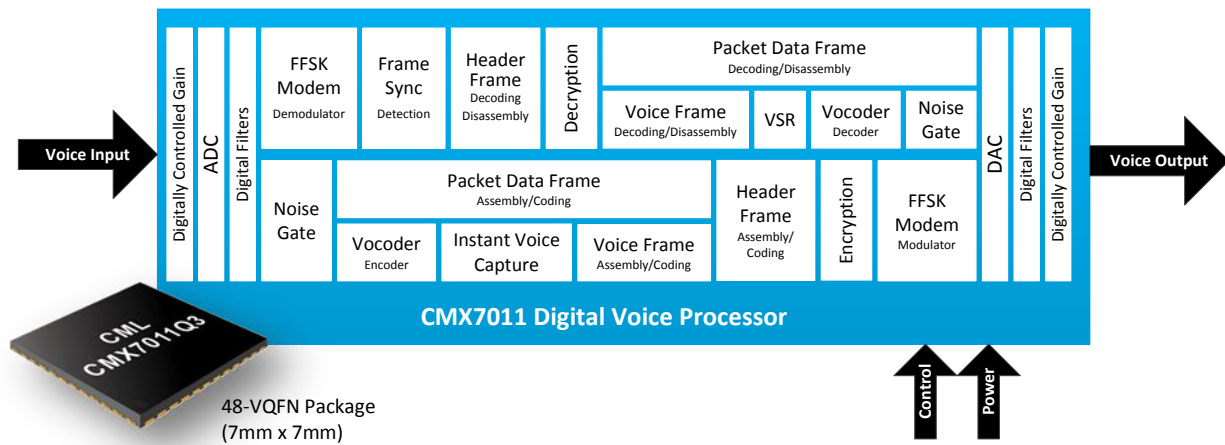 Voice Input
Digitally Controlled Gain
ADC
Digital Filters
FFSK
Modem
Demodulator
Frame
Sync
Detection
Header
Frame
Decoding
Disassembly
Decryption
Packet Data Frame
Decoding/Disassembly
Voice Frame
Decoding/Disassembly
VSR
Vocoder
Decoder
Noise
Gate
Noise
Gate
Packet Data Frame
Assembly/Coding
Vocoder
Encoder
Instant Voice
Capture
Voice Frame
Assembly/Coding
Header
Frame
Assembly/
Coding
Encryption
FFSK
Modem
Modulator
DAC
Digital Filters
Digitally Controlled Gain
Voice Output
CMX7011 Digital Voice Processor
CML
CMX7011Q3
48-VQFN Package
(7mm x 7mm)
Control
Power